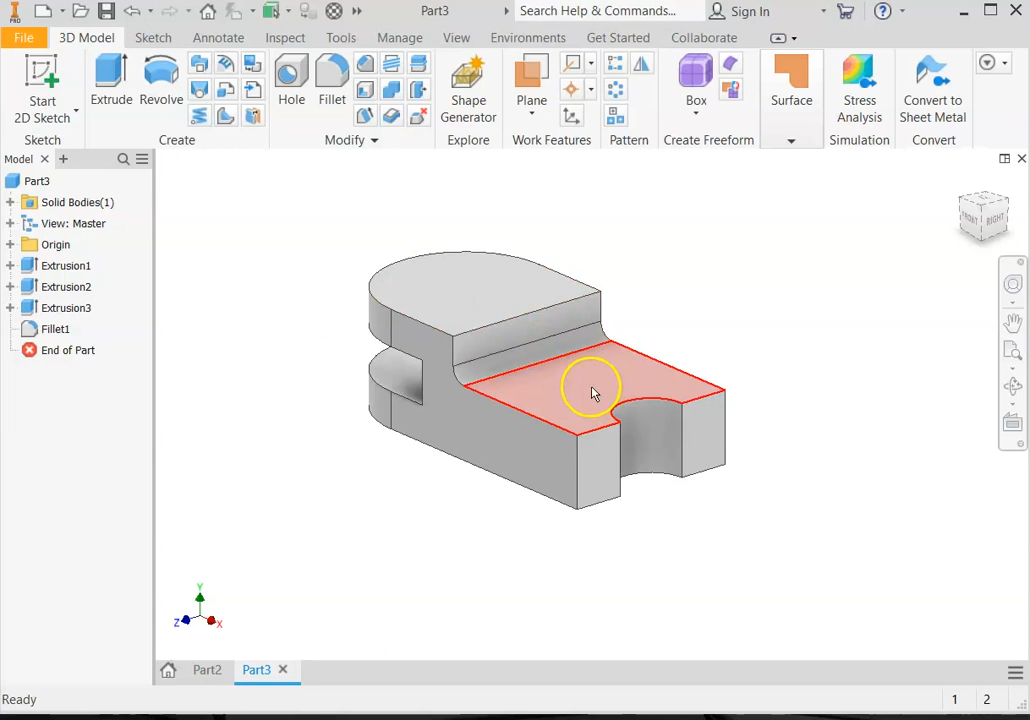 PRO
Part3
Search Help & Commands...
Sign In
File
3D Model
Sketch
Annotate
Inspect
Tools
Manage
View
Environments
Get Started
Collaborate
Start
2D Sketch
Extrude
Revolve
Hole
Fillet
Shape
Generator
Plane
Box
Surface
Stress
Analysis
Convert to
Sheet Metal
Sketch
Create
Modify
Explore
Work Features
Pattern
Create Freeform
Simulation
Convert
Model
Part3
Solid Bodies(1)
View: Master
Origin
Extrusion1
Extrusion2
Extrusion3
Fillet1
End of Part
FRONT
RIGHT
Y
Z
X
Part2
Part3
Ready
1
2